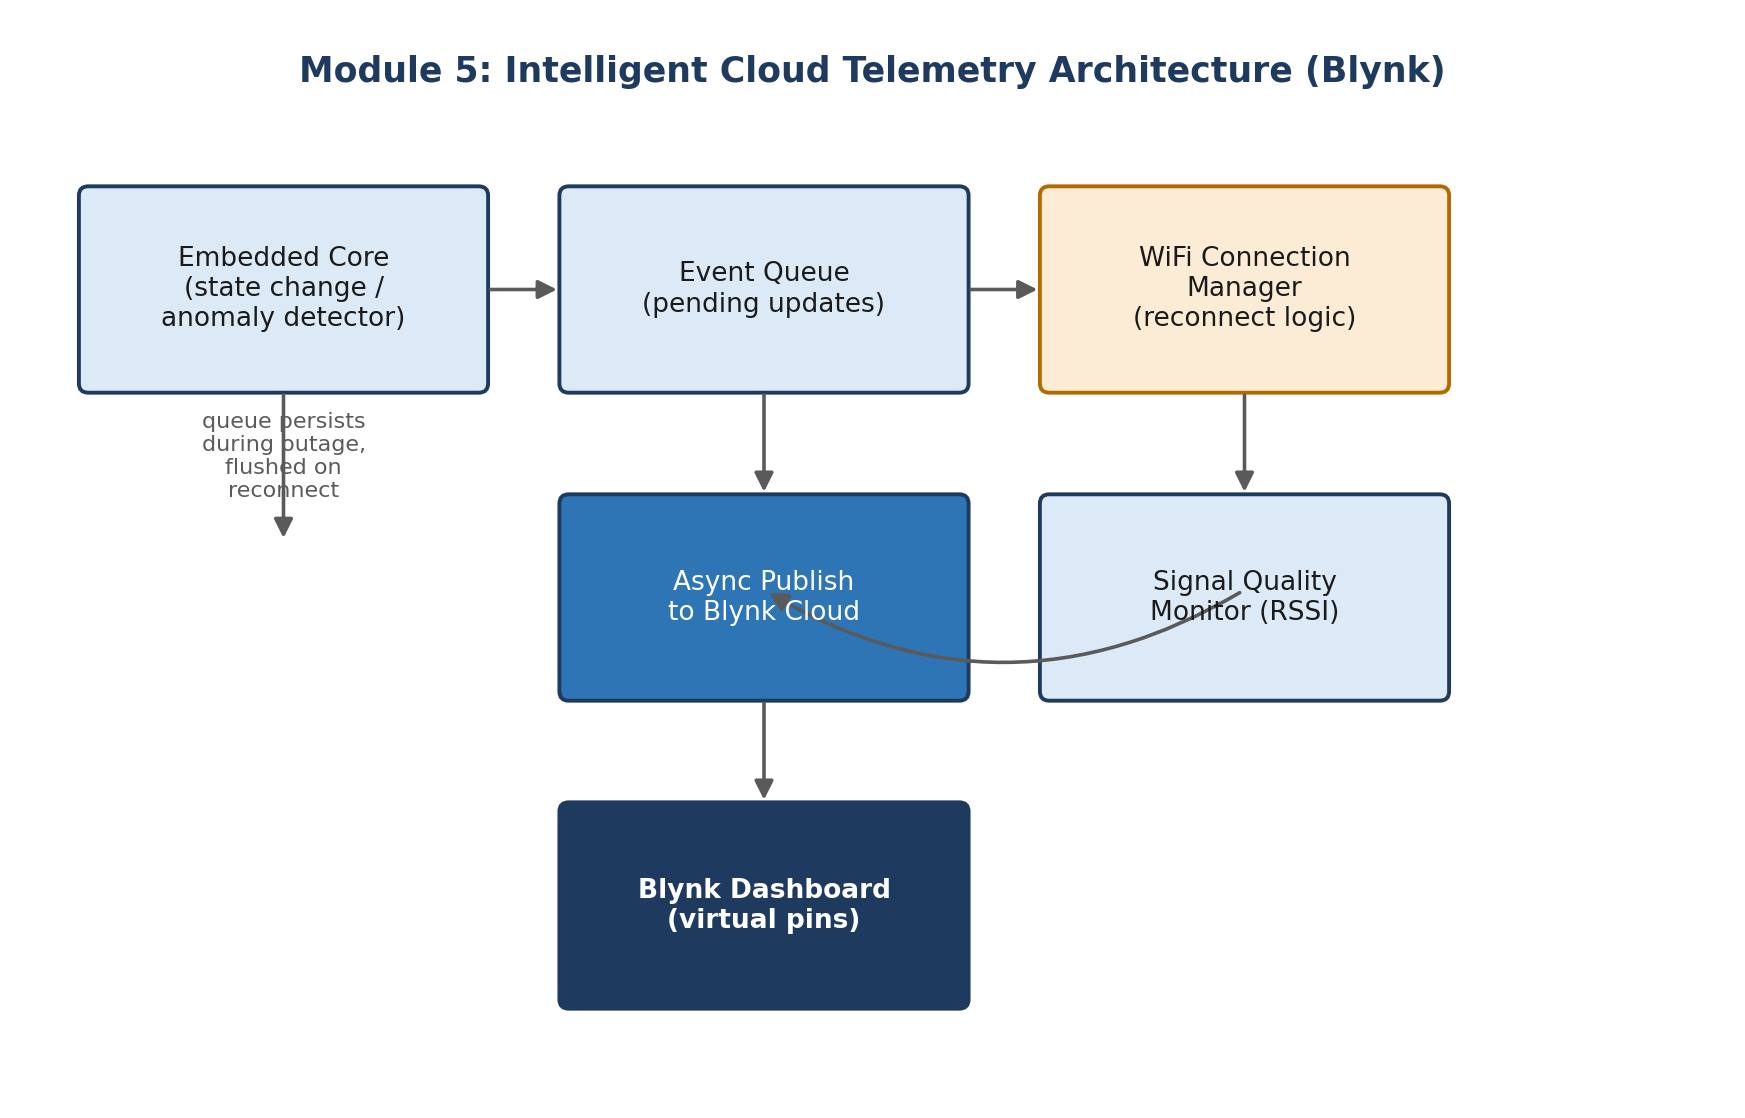 Module 5: Intelligent Cloud Telemetry Architecture (Blynk)
Embedded Core
(state change /
anomaly detector)
Event Queue
(pending updates)
WiFi Connection
Manager
(reconnect logic)
queue persists
during outage,
flushed on
reconnect
Async Publish
to Blynk Cloud
Signal Quality
Monitor (RSSI)
Blynk Dashboard
(virtual pins)